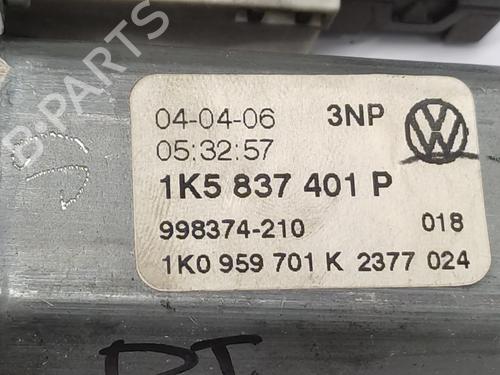 B-PARTS
04-04-06 3NP
05:32:57
1K5 837 401 P
998374-210 018
1K0 959 701 K 2377 024